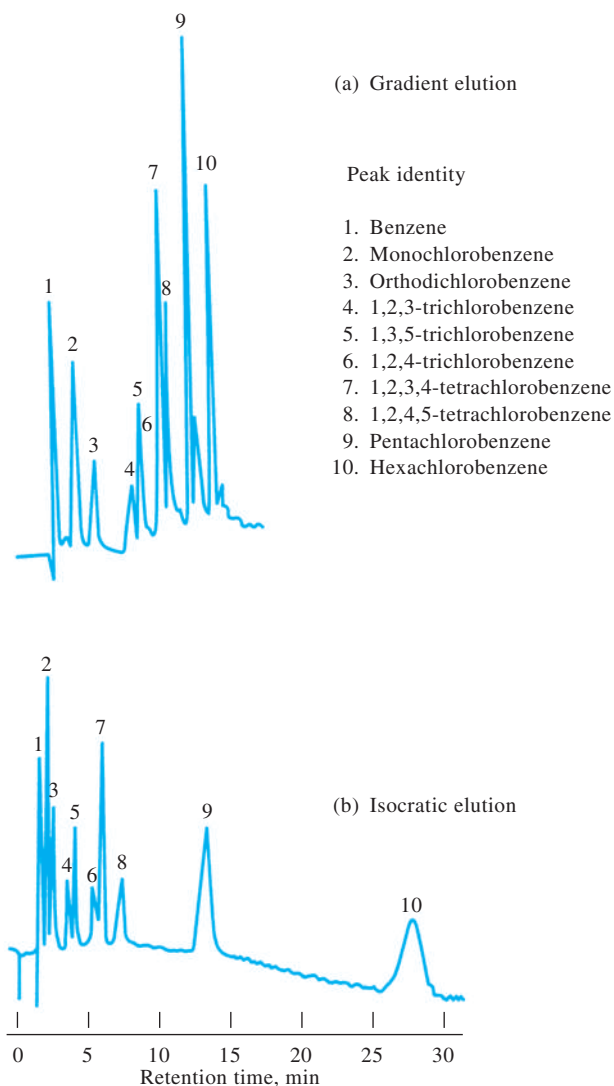 9
(a) Gradient elution
10
7
Peak identity
1. Benzene
2. Monochlorobenzene
3. Orthodichlorobenzene
4. 1,2,3-trichlorobenzene
5. 1,3,5-trichlorobenzene
6. 1,2,4-trichlorobenzene
7. 1,2,3,4-tetrachlorobenzene
8. 1,2,4,5-tetrachlorobenzene
9. Pentachlorobenzene
10. Hexachlorobenzene
1
8
2
5
6
3
4
2
7
1
(b) Isocratic elution
3
5
9
4
6
8
10
0 5 10 15 20 25 30
Retention time, min